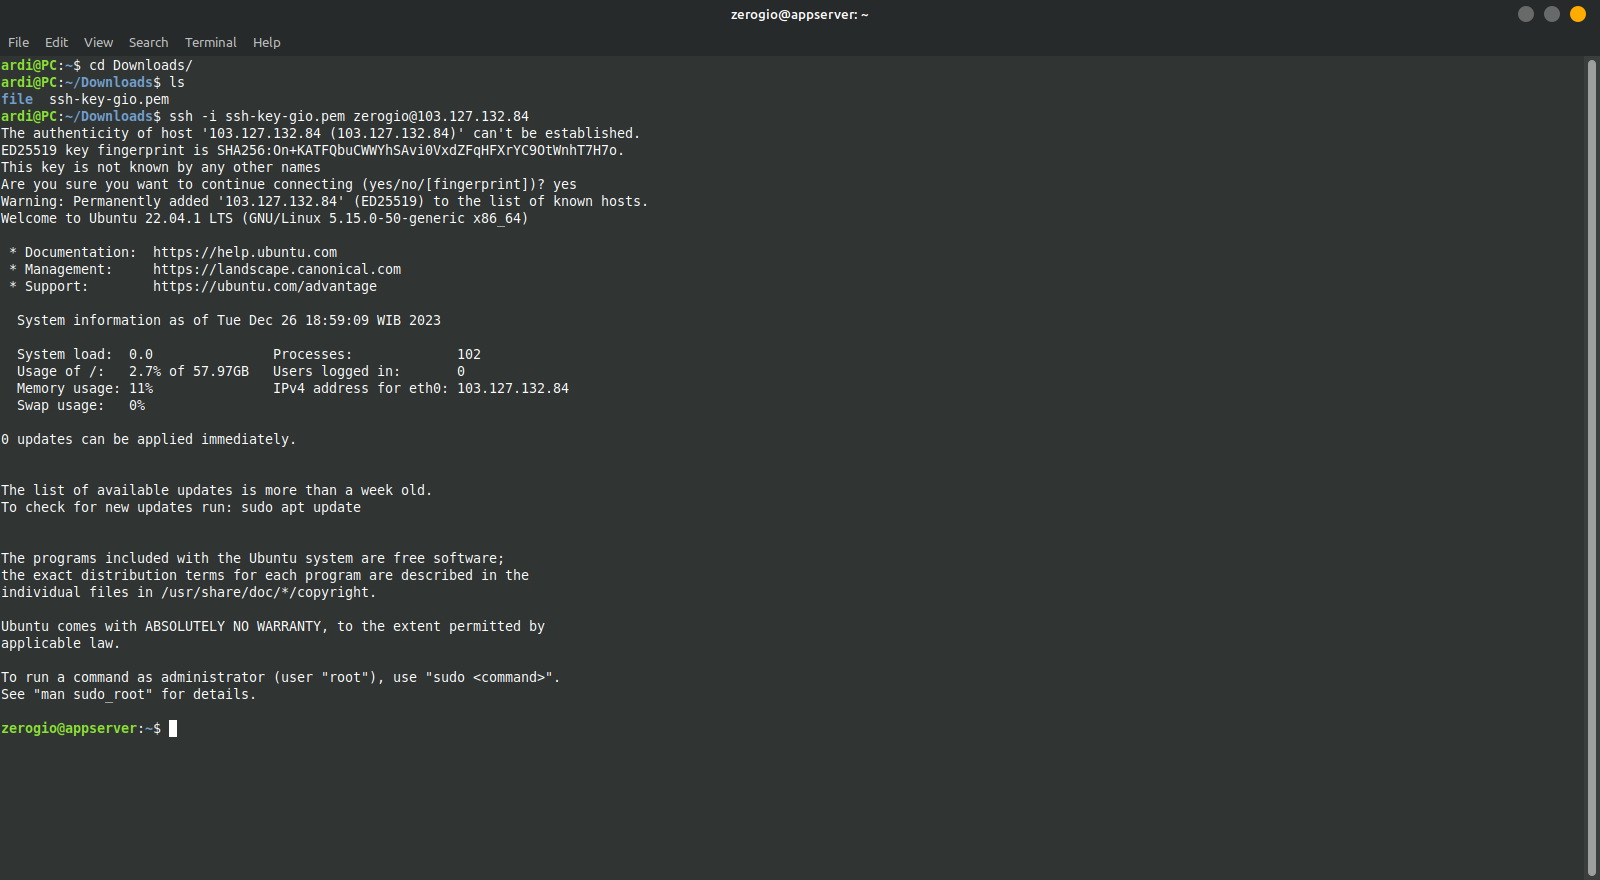 zerogio@appserver: ~
File Edit View Search Terminal Help
ardi@PC:~$ cd Downloads/
ardi@PC:~/Downloads$ ls
file  ssh-key-gio.pem
ardi@PC:~/Downloads$ ssh -i ssh-key-gio.pem zerogio@103.127.132.84
The authenticity of host '103.127.132.84 (103.127.132.84)' can't be established.
ED25519 key fingerprint is SHA256:On+KATFQbuCWWYhSAvi0VxdZFqHFXrYC9OtWnhT7H7o.
This key is not known by any other names
Are you sure you want to continue connecting (yes/no/[fingerprint])? yes
Warning: Permanently added '103.127.132.84' (ED25519) to the list of known hosts.
Welcome to Ubuntu 22.04.1 LTS (GNU/Linux 5.15.0-50-generic x86_64)
* Documentation:  https://help.ubuntu.com
* Management:     https://landscape.canonical.com
* Support:        https://ubuntu.com/advantage
System information as of Tue Dec 26 18:59:09 WIB 2023
System load:  0.0               Processes:             102
Usage of /:   2.7% of 57.97GB   Users logged in:       0
Memory usage: 11%               IPv4 address for eth0: 103.127.132.84
Swap usage:   0%
0 updates can be applied immediately.
The list of available updates is more than a week old.
To check for new updates run: sudo apt update
The programs included with the Ubuntu system are free software;
the exact distribution terms for each program are described in the
individual files in /usr/share/doc/*/copyright.
Ubuntu comes with ABSOLUTELY NO WARRANTY, to the extent permitted by
applicable law.
To run a command as administrator (user "root"), use "sudo <command>".
See "man sudo_root" for details.
zerogio@appserver:~$